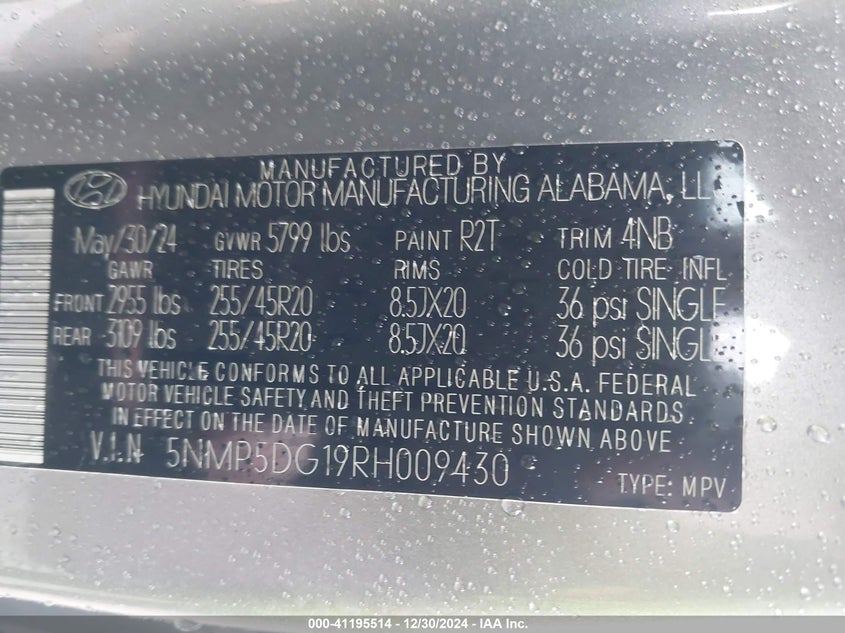 MANUFACTURED BY
HYUNDAI MOTOR MANUFACTURING ALABAMA, LL
May/30/24 GVWR 5799 lbs PAINT R2T TRIM 4NB
GAWR TIRES RIMS COLD TIRE INFL
FRONT 2955 lbs 255/45R20 8.5JX20 36 psi SINGLE
REAR 3109 lbs 255/45R20 8.5JX20 36 psi SINGLE
THIS VEHICLE CONFORMS TO ALL APPLICABLE U.S.A. FEDERAL
MOTOR VEHICLE SAFETY AND THEFT PREVENTION STANDARDS
IN EFFECT ON THE DATE OF MANUFACTURE SHOWN ABOVE.
V.I.N 5NMP5DG19RH009430
TYPE: MPV
000-41195514 - 12/30/2024 - IAA Inc.